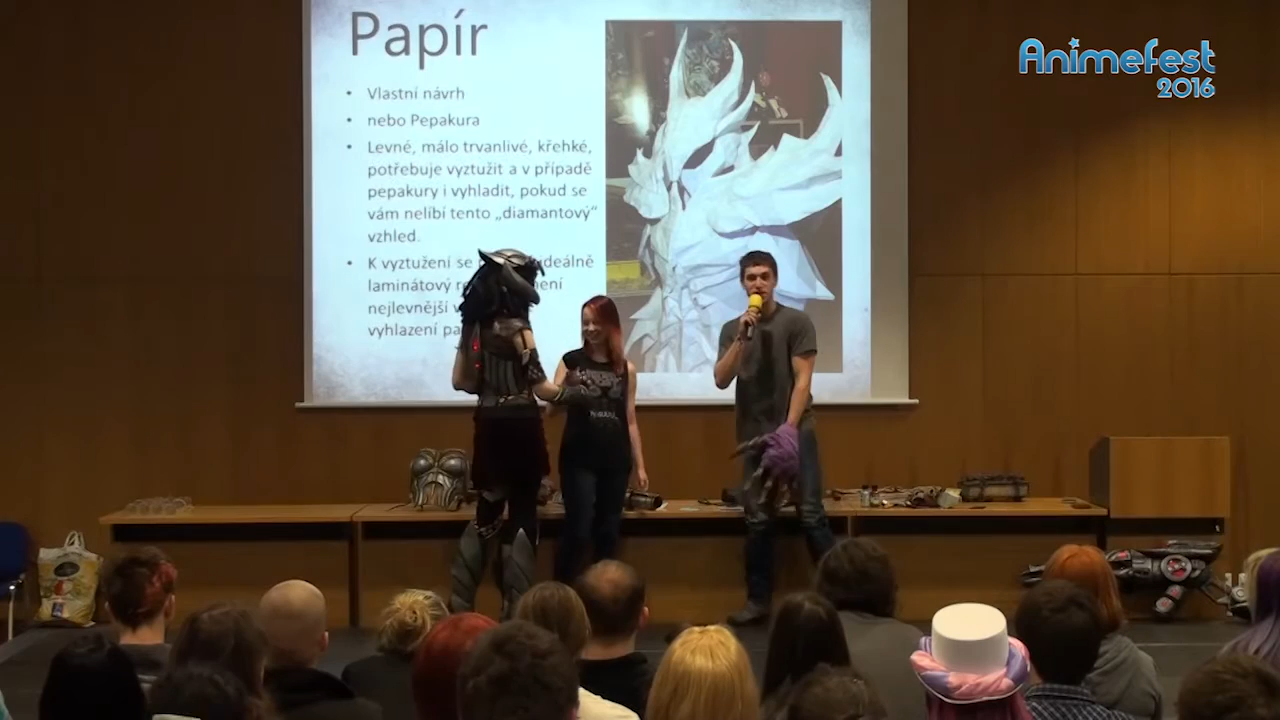 Papír
• Vlastní návrh
• nebo Pepakura
• Levné, málo trvanlivé, křehké,
potřebuje vyztužit a v případě
pepakury i vyhladit, pokud se
vám nelíbí tento „diamantový“
vzhled.
• K vyztužení se ideálně
laminátový
nejlevnější
vyhlazení
Animefest
2016